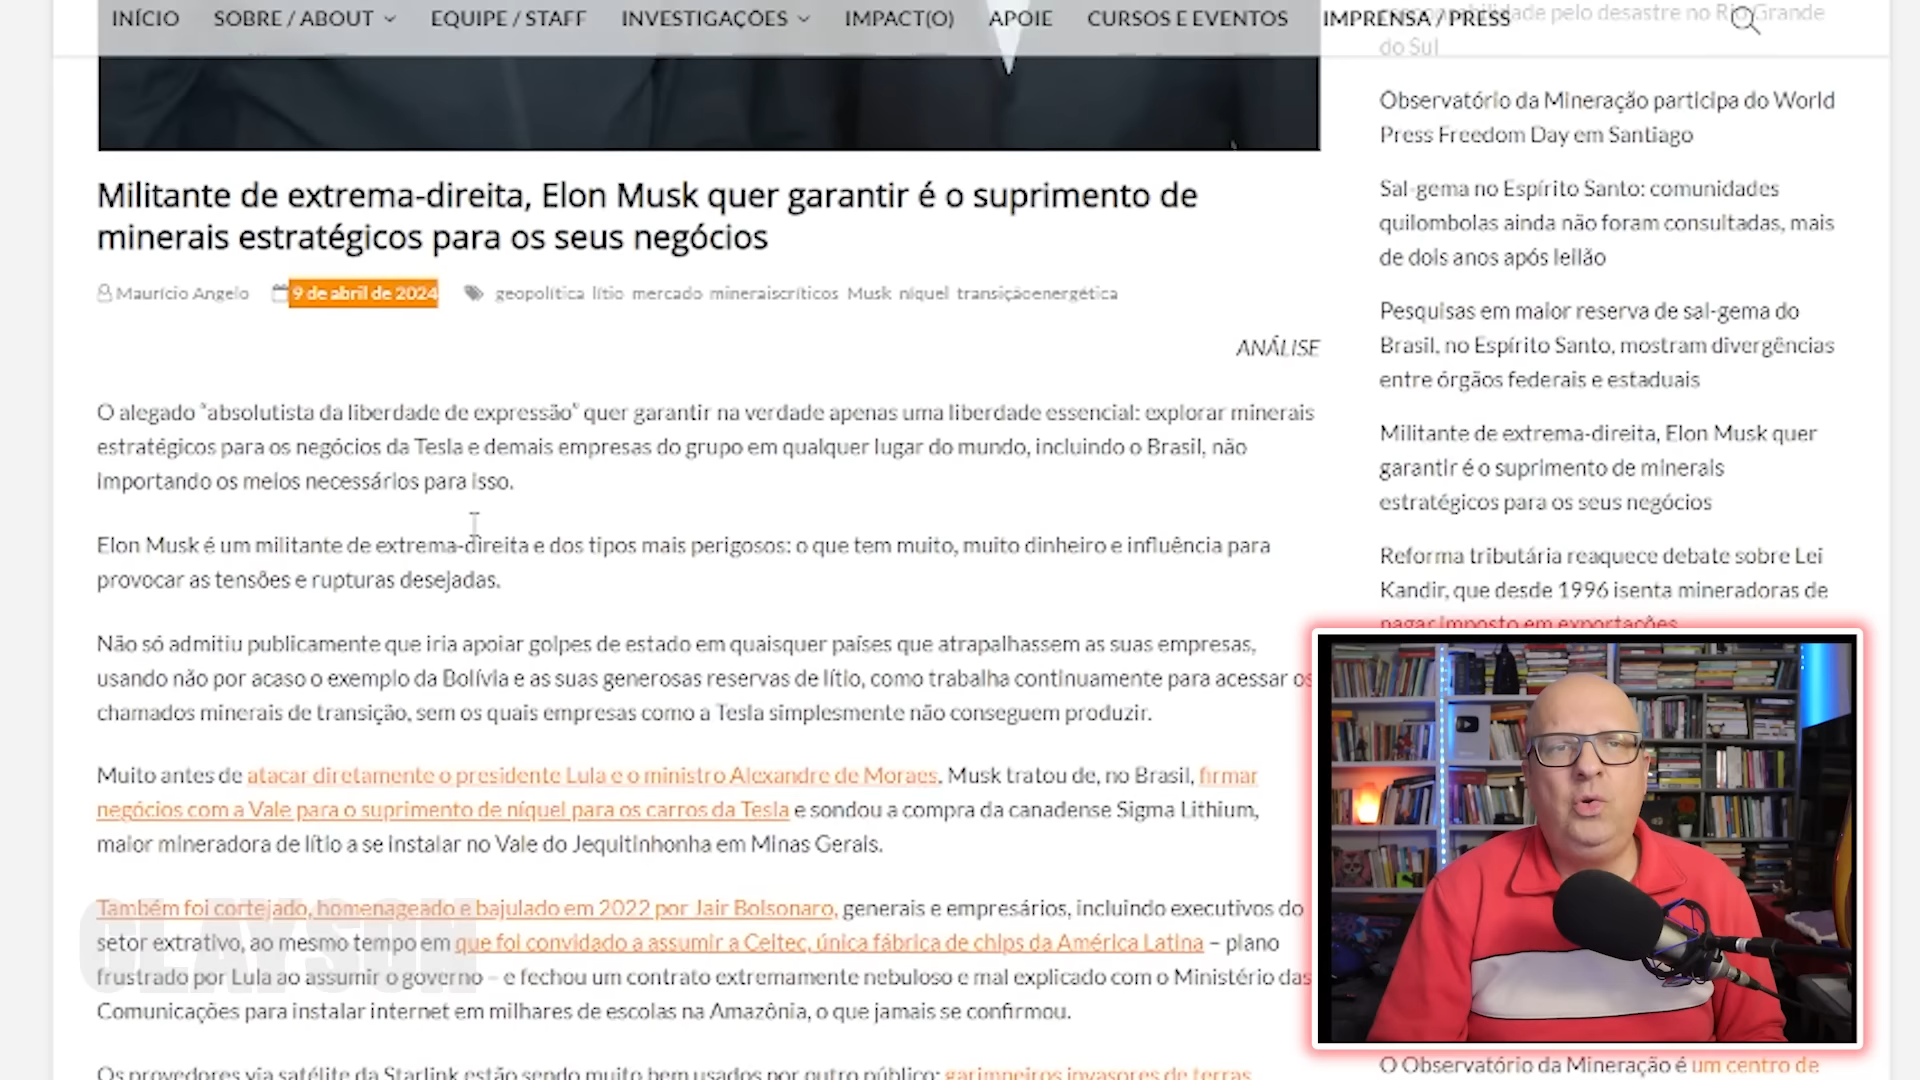 INÍCIO SOBRE / ABOUT EQUIPE / STAFF INVESTIGAÇÕES IMPACT(O) APOIE CURSOS E EVENTOS IMPRENSA / PRESS
Militante de extrema-direita, Elon Musk quer garantir é o suprimento de
minerais estratégicos para os seus negócios
Maurício Angelo 9 de abril de 2024 geopolítica lítio mercado mineraiscríticos Musk níquel transiçãoenergética
ANÁLISE
O alegado "absolutista da liberdade de expressão" quer garantir na verdade apenas uma liberdade essencial: explorar minerais
estratégicos para os negócios da Tesla e demais empresas do grupo em qualquer lugar do mundo, incluindo o Brasil, não
importando os meios necessários para isso.
Elon Musk é um militante de extrema-direita e dos tipos mais perigosos: o que tem muito, muito dinheiro e influência para
provocar as tensões e rupturas desejadas.
Não só admitiu publicamente que iria apoiar golpes de estado em quaisquer países que atrapalhassem as suas empresas,
usando não por acaso o exemplo da Bolívia e as suas generosas reservas de lítio, como trabalha continuamente para acessar os
chamados minerais de transição, sem os quais empresas como a Tesla simplesmente não conseguem produzir.
Muito antes de atacar diretamente o presidente Lula e o ministro Alexandre de Moraes, Musk tratou de, no Brasil, firmar
negócios com a Vale para o suprimento de níquel para os carros da Tesla e sondou a compra da canadense Sigma Lithium,
maior mineradora de lítio a se instalar no Vale do Jequitinhonha em Minas Gerais.
Também foi cortejado, homenageado e bajulado em 2022 por Jair Bolsonaro, generais e empresários, incluindo executivos do
setor extrativo, ao mesmo tempo em que foi convidado a assumir a Ceitec, única fábrica de chips da América Latina – plano
frustrado por Lula ao assumir o governo – e fechou um contrato extremamente nebuloso e mal explicado com o Ministério das
Comunicações para instalar internet em milhares de escolas na Amazônia, o que jamais se confirmou.
Os provedores via satélite da Starlink estão sendo muito bem usados por outro público: garimpeiros invasores de terras
responsabilidade pelo desastre no Rio Grande
do Sul
Observatório da Mineração participa do World
Press Freedom Day em Santiago
Sal-gema no Espírito Santo: comunidades
quilombolas ainda não foram consultadas, mais
de dois anos após leilão
Pesquisas em maior reserva de sal-gema do
Brasil, no Espírito Santo, mostram divergências
entre órgãos federais e estaduais
Militante de extrema-direita, Elon Musk quer
garantir é o suprimento de minerais
estratégicos para os seus negócios
Reforma tributária reaquece debate sobre Lei
Kandir, que desde 1996 isenta mineradoras de
pagar imposto em exportações
O Observatório da Mineração é um centro de